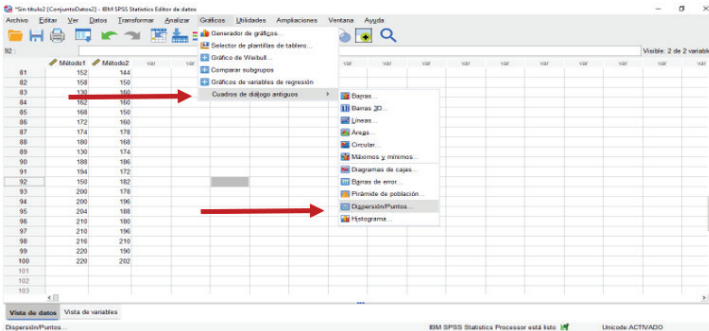 *Sin título2 [ConjuntoDatos2] - IBM SPSS Statistics Editor de datos
Archivo Editar Ver Datos Transformar Analizar Gráficos Utilidades Ampliaciones Ventana Ayuda
Generador de gráficos...
Selector de plantillas de tablero...
Gráfico de Weibull...
Comparar subgrupos
Gráficos de variables de regresión
Cuadros de diálogo antiguos
Barras...
Barras 3D...
Líneas...
Áreas...
Circular...
Máximos y mínimos...
Diagramas de cajas...
Barras de error...
Pirámide de población...
Dispersión/Puntos...
Histograma...
92 :
Visible: 2 de 2 variabl
Método1 Método2 var var var var var var var var var var
81 152 144
82 158 150
83 130 160
84 162 160
85 168 150
86 172 160
87 174 178
88 180 168
89 130 174
90 188 186
91 194 172
92 150 182
93 200 178
94 200 196
95 204 188
96 210 180
97 210 196
98 216 210
99 220 190
100 220 202
101
102
103
Vista de datos Vista de variables
Dispersión/Puntos...
IBM SPSS Statistics Processor está listo
Unicode:ACTIVADO